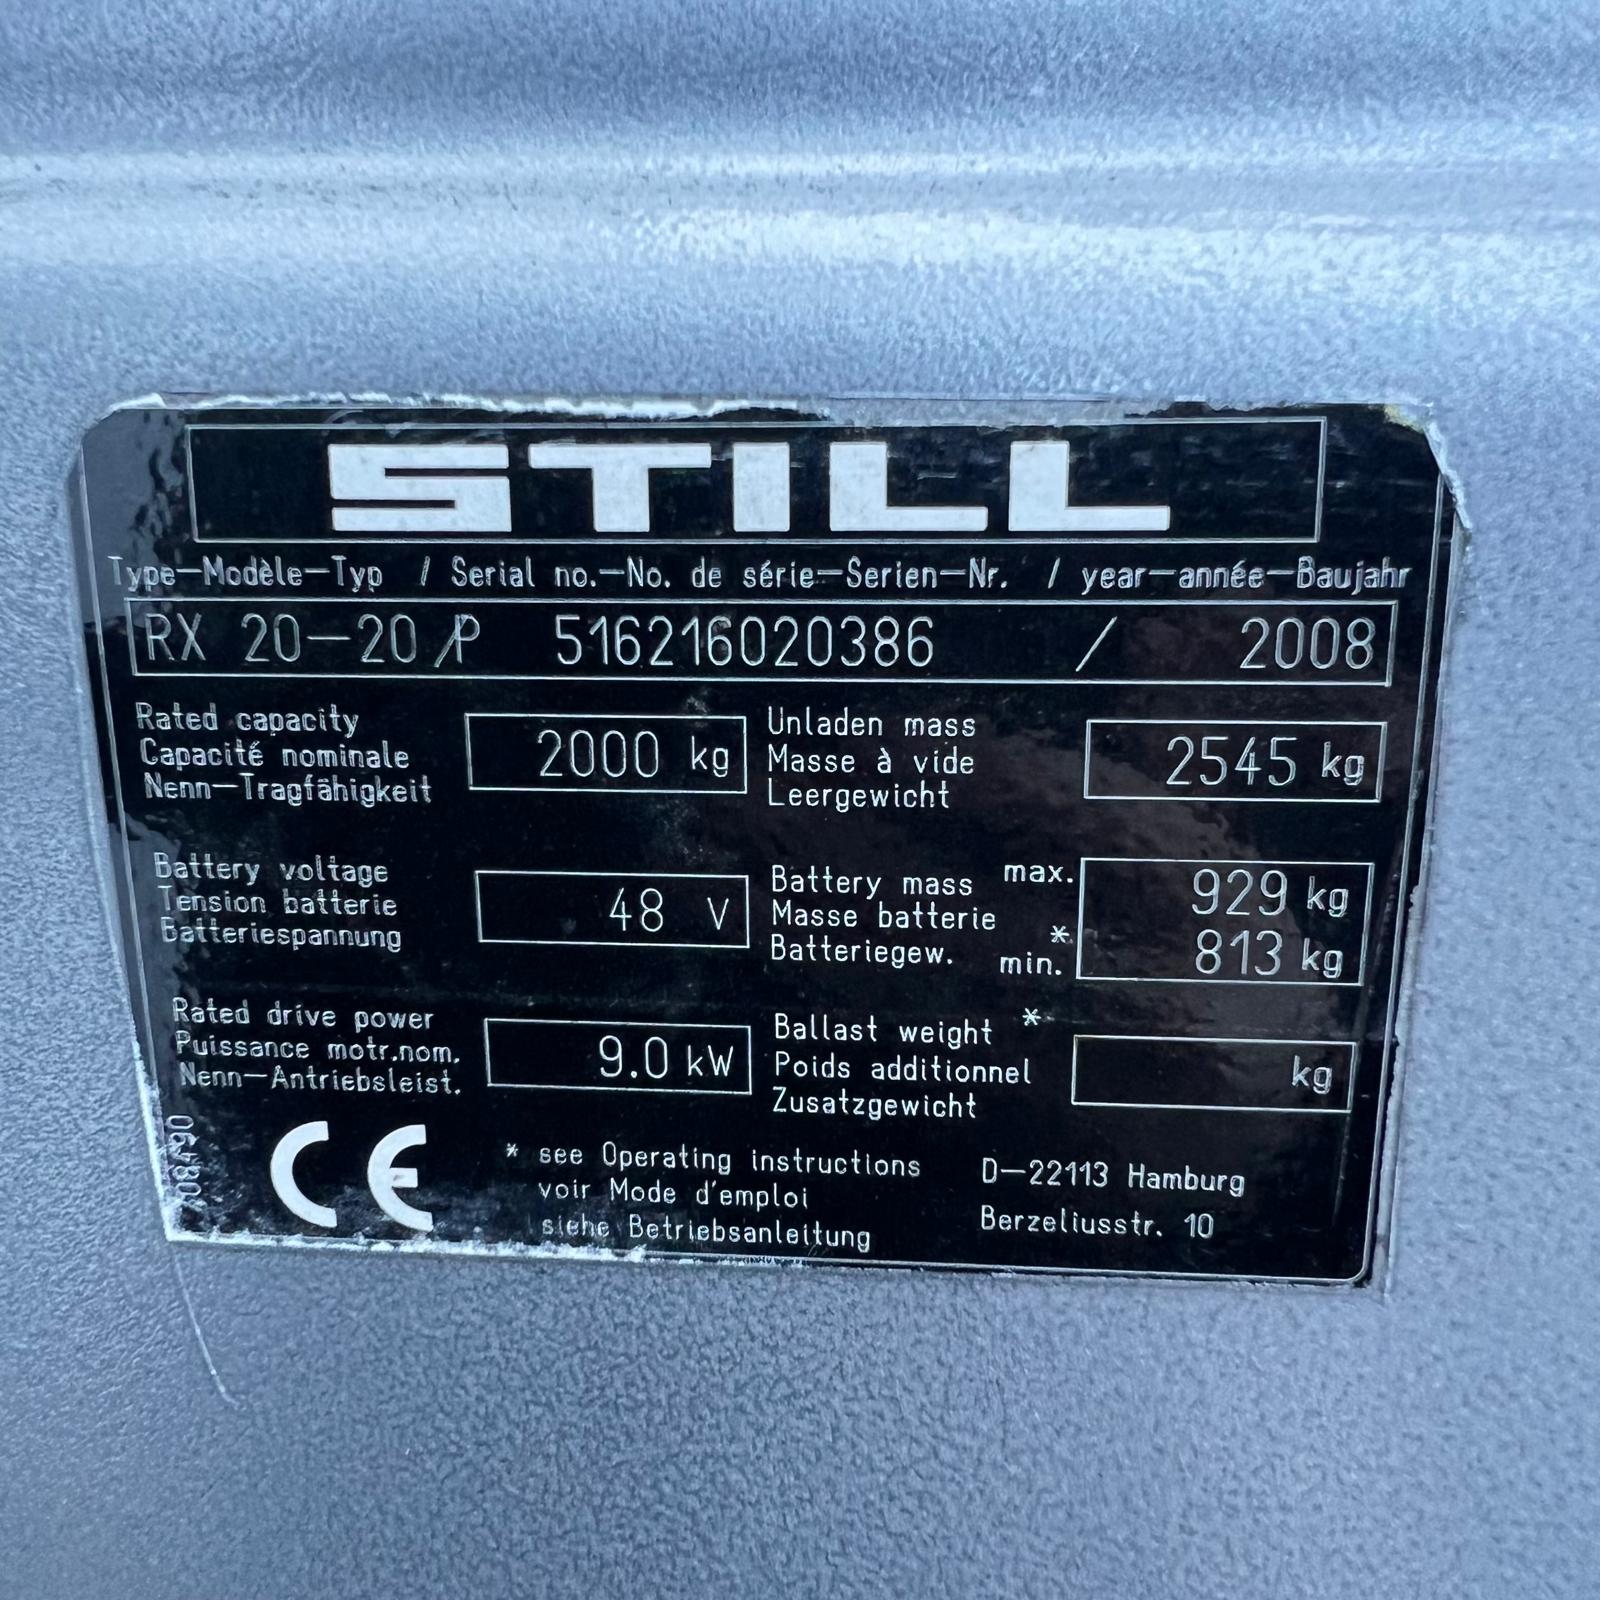 STILL
Type-Modèle-Typ / Serial no.-No. de série-Serien-Nr. / year-année-Baujahr
RX 20-20/P 516216020386 / 2008
Rated capacity
Capacité nominale
Nenn-Tragfähigkeit
2000 kg
Unladen mass
Masse à vide
Leergewicht
2545 kg
Battery voltage
Tension batterie
Batteriespannung
48 V
Battery mass max.
Masse batterie *
Batteriegew. min.
929 kg
813 kg
Rated drive power
Puissance motr.nom.
Nenn-Antriebsleist.
9.0 kW
Ballast weight *
Poids additionnel
Zusatzgewicht
kg
CE
* see Operating instructions
voir Mode d'emploi
siehe Betriebsanleitung
D-22113 Hamburg
Berzeliusstr. 10